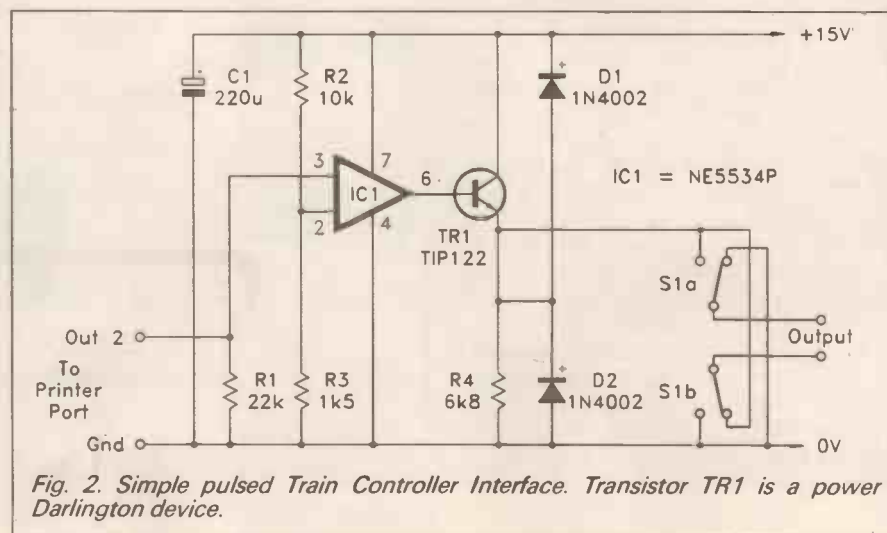 +15V
C1
220u
R2
10k
D1
1N4002
3
7
IC1
6
2
4
IC1 = NE5534P
TR1
TIP122
S1a
Out 2
Output
To
Printer
Port
R1
22k
R3
1k5
R4
6k8
D2
1N4002
S1b
Gnd
0V
Fig. 2. Simple pulsed Train Controller Interface. Transistor TR1 is a power
Darlington device.